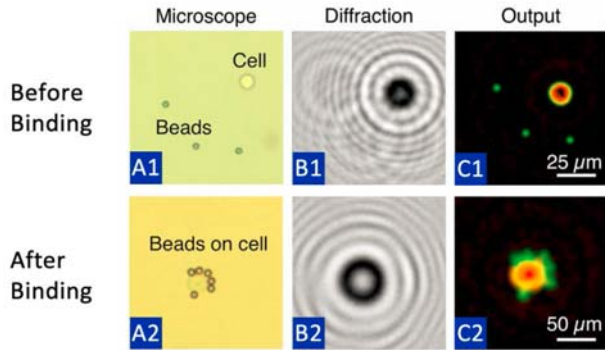 Microscope Diffraction Output
Before
Binding
Cell
Beads
A1
B1
C1
25 μm
After
Binding
Beads on cell
A2
B2
C2
50 μm